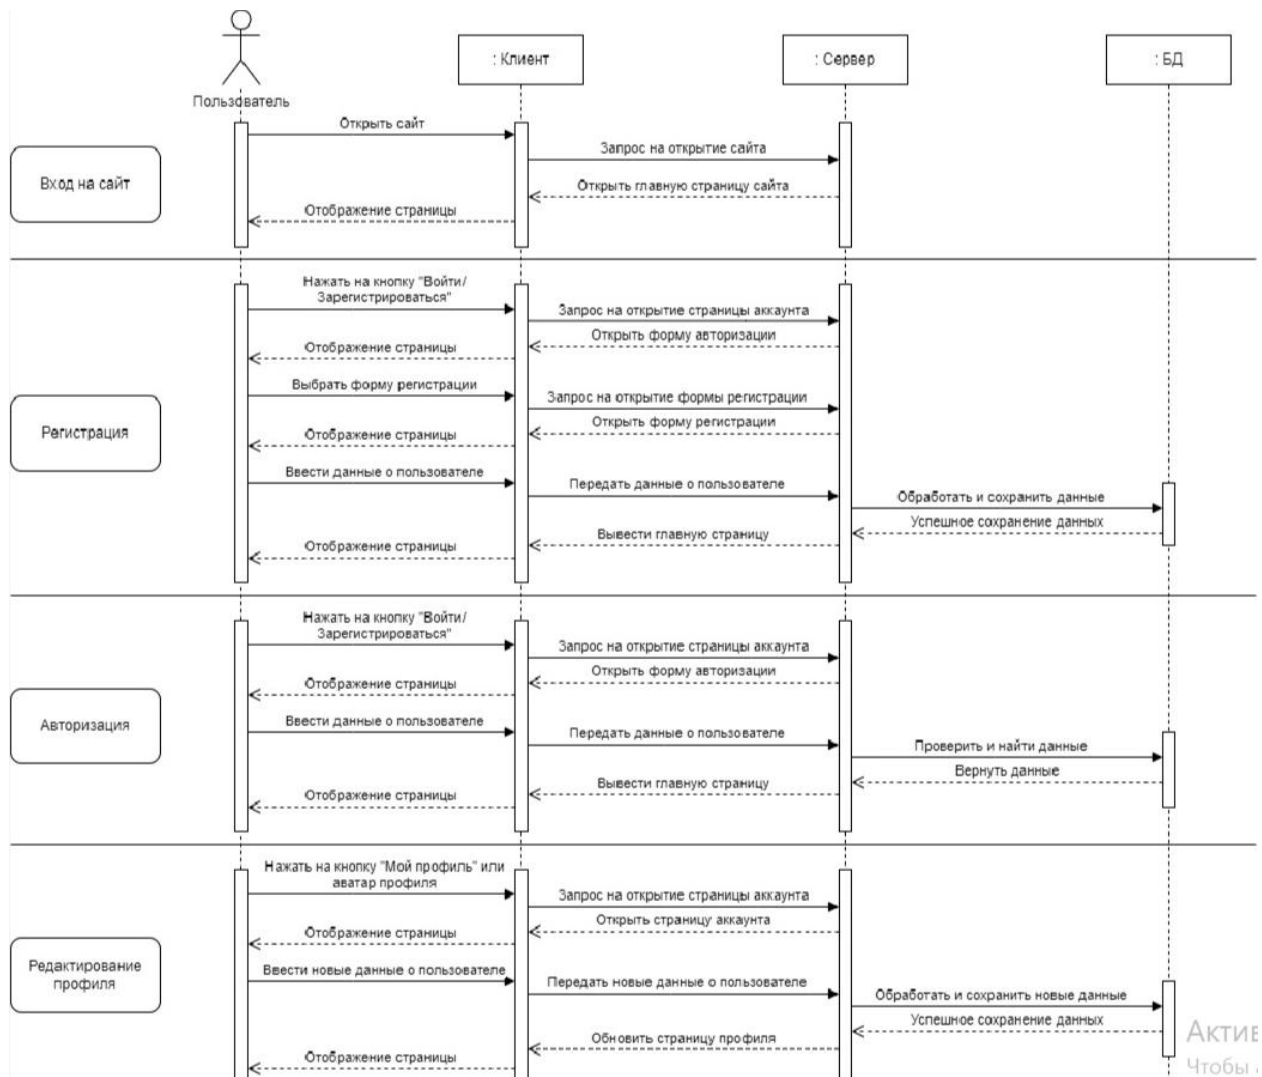 : Клиент
: Сервер
: БД
Пользователь
Открыть сайт
Запрос на открытие сайта
Вход на сайт
Открыть главную страницу сайта
Отображение страницы
Нажать на кнопку "Войти/
Зарегистрироваться"
Запрос на открытие страницы аккаунта
Открыть форму авторизации
Отображение страницы
Выбрать форму регистрации
Запрос на открытие формы регистрации
Открыть форму регистрации
Регистрация
Отображение страницы
Ввести данные о пользователе
Передать данные о пользователе
Обработать и сохранить данные
Успешное сохранение данных
Вывести главную страницу
Отображение страницы
Нажать на кнопку "Войти/
Зарегистрироваться"
Запрос на открытие страницы аккаунта
Открыть форму авторизации
Отображение страницы
Авторизация
Ввести данные о пользователе
Передать данные о пользователе
Проверить и найти данные
Вернуть данные
Вывести главную страницу
Отображение страницы
Нажать на кнопку "Мой профиль" или
аватар профиля
Запрос на открытие страницы аккаунта
Открыть страницу аккаунта
Отображение страницы
Редактирование
профиля
Ввести новые данные о пользователе
Передать новые данные о пользователе
Обработать и сохранить новые данные
Успешное сохранение данных
Обновить страницу профиля
Отображение страницы
Актив
Чтобы